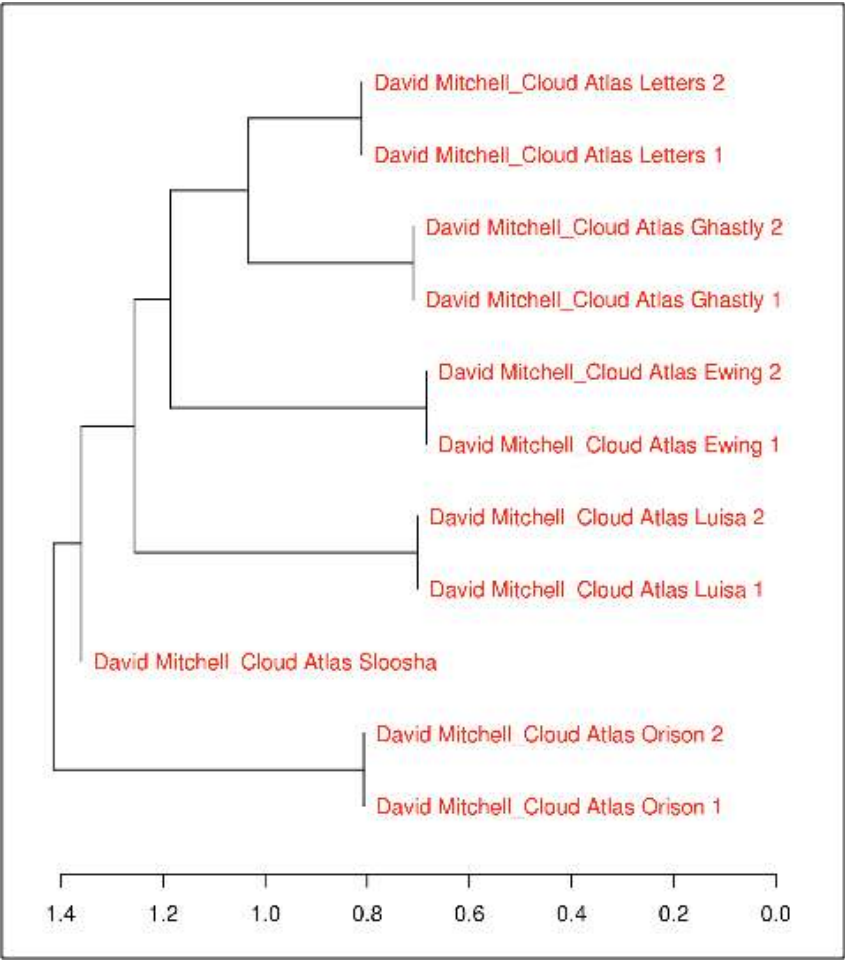 David Mitchell_Cloud Atlas Letters 2
David Mitchell_Cloud Atlas Letters 1
David Mitchell_Cloud Atlas Ghastly 2
David Mitchell_Cloud Atlas Ghastly 1
David Mitchell_Cloud Atlas Ewing 2
David Mitchell_Cloud Atlas Ewing 1
David Mitchell_Cloud Atlas Luisa 2
David Mitchell_Cloud Atlas Luisa 1
David Mitchell_Cloud Atlas Sloosha
David Mitchell_Cloud Atlas Orison 2
David Mitchell_Cloud Atlas Orison 1
1.4 1.2 1.0 0.8 0.6 0.4 0.2 0.0